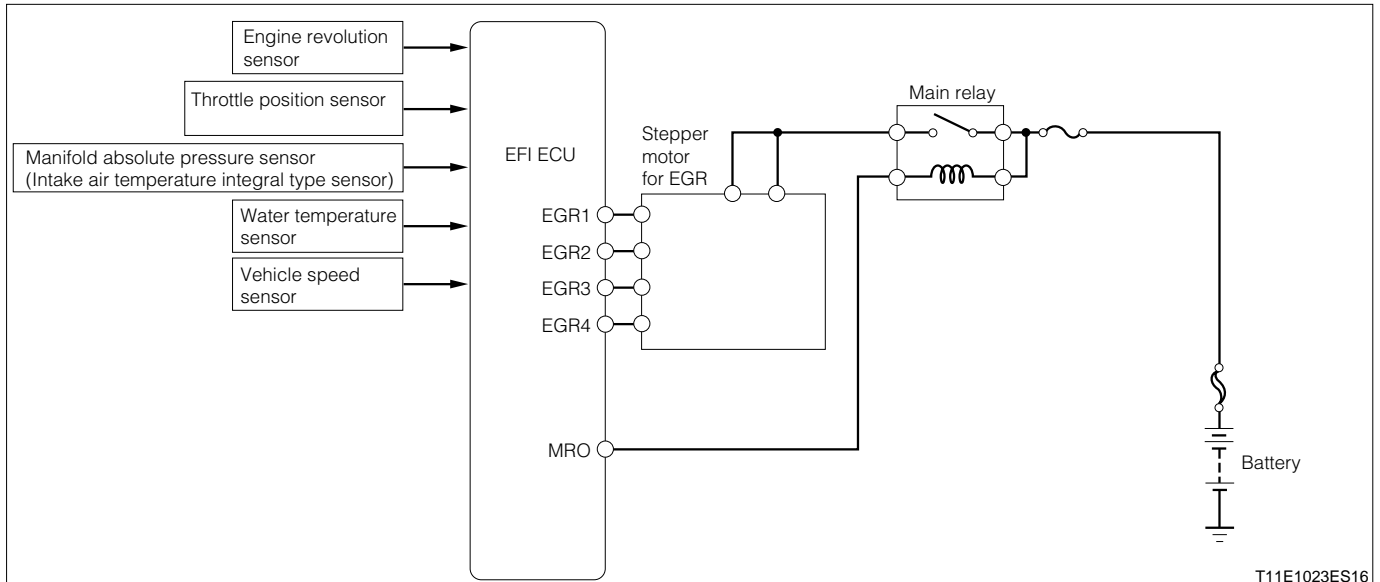 Engine revolution
sensor
Throttle position sensor
Manifold absolute pressure sensor
(Intake air temperature integral type sensor)
Water temperature
sensor
Vehicle speed
sensor
EFI ECU
EGR1
EGR2
EGR3
EGR4
MRO
Stepper
motor
for EGR
Main relay
Battery
T11E1023ES16